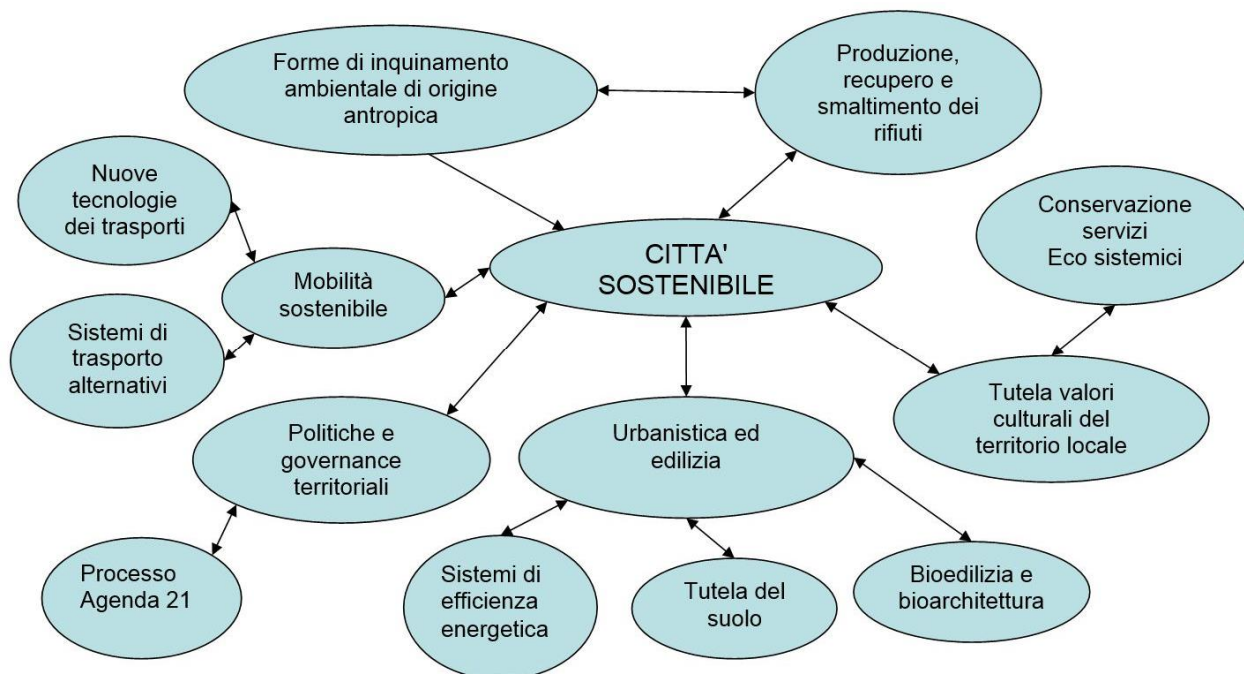 Forme di inquinamento
ambientale di origine
antropica
Produzione,
recupero e
smaltimento dei
rifiuti
Nuove
tecnologie
dei trasporti
Conservazione
servizi
Eco sistemici
CITTA'
SOSTENIBILE
Mobilità
sostenibile
Sistemi di
trasporto
alternativi
Tutela valori
culturali del
territorio locale
Politiche e
governance
territoriali
Urbanistica ed
edilizia
Processo
Agenda 21
Sistemi di
efficienza
energetica
Tutela del
suolo
Bioedilizia e
bioarchitettura